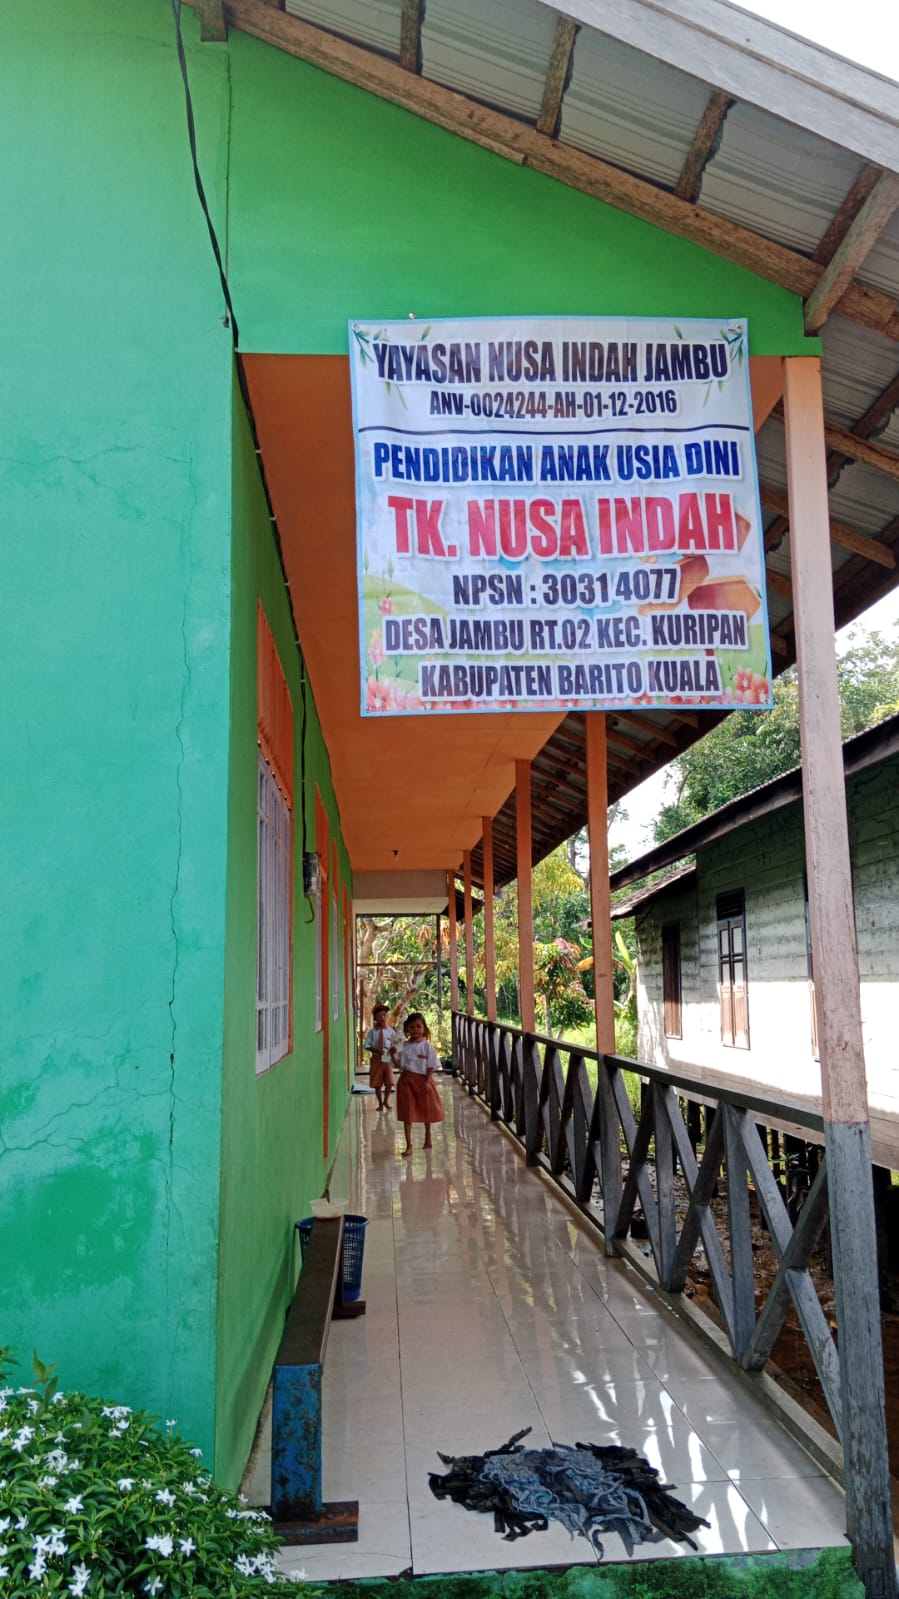 YAYASAN NUSA INDAH JAMBU
ANV-0024244-AH-01-12-2016
PENDIDIKAN ANAK USIA DINI
TK. NUSA INDAH
NPSN : 3031 4077
DESA JAMBU RT.02 KEC. KURIPAN
KABUPATEN BARITO KUALA